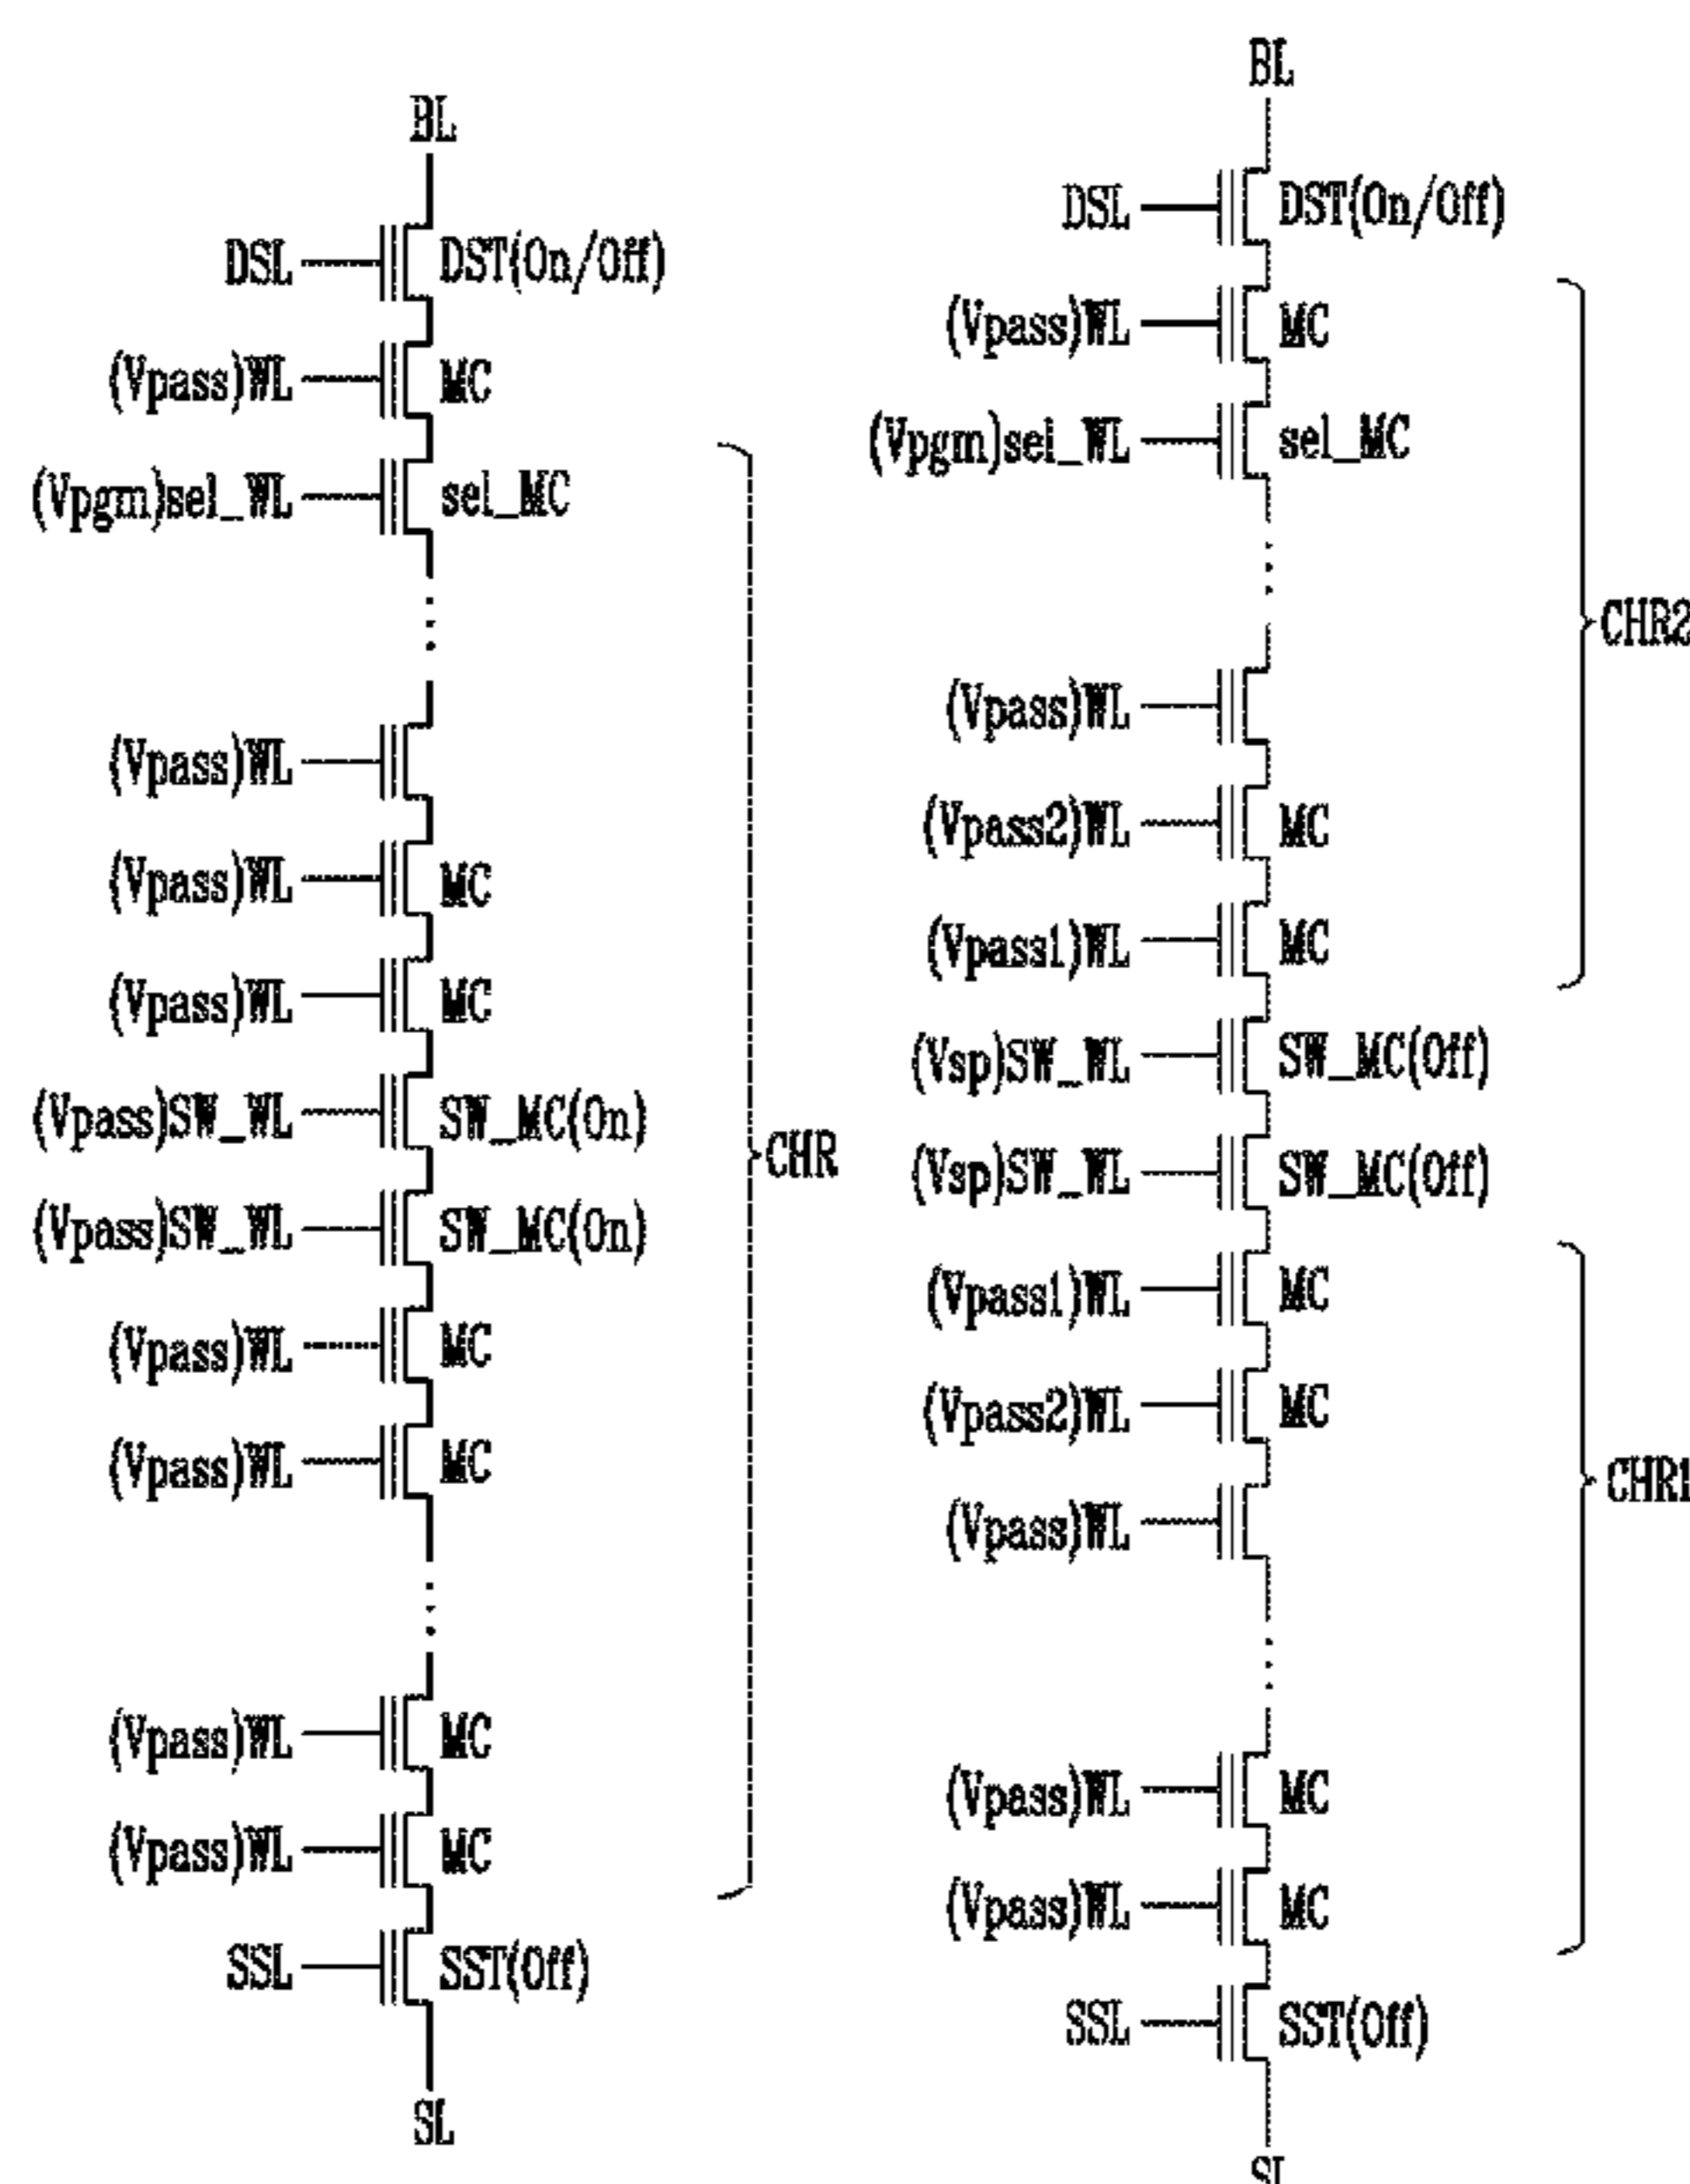 BL
DSL DST(On/Off)
(Vpass)WL MC
(Vpgm)sel_WL sel_MC
(Vpass)WL
(Vpass)WL MC
(Vpass)WL MC
(Vpass)SW_WL SW_MC(On)
(Vpass)SW_WL SW_MC(On)
(Vpass)WL MC
(Vpass)WL MC
(Vpass)WL MC
(Vpass)WL MC
SSL SST(Off)
SL
CHR
BL
DSL DST(On/Off)
(Vpass)WL MC
(Vpgm)sel_WL sel_MC
(Vpass)WL
(Vpass2)WL MC
(Vpass1)WL MC
CHR2
(Vsp)SW_WL SW_MC(Off)
(Vsp)SW_WL SW_MC(Off)
(Vpass1)WL MC
(Vpass2)WL MC
(Vpass)WL
(Vpass)WL MC
(Vpass)WL MC
CHR1
SSL SST(Off)
SL